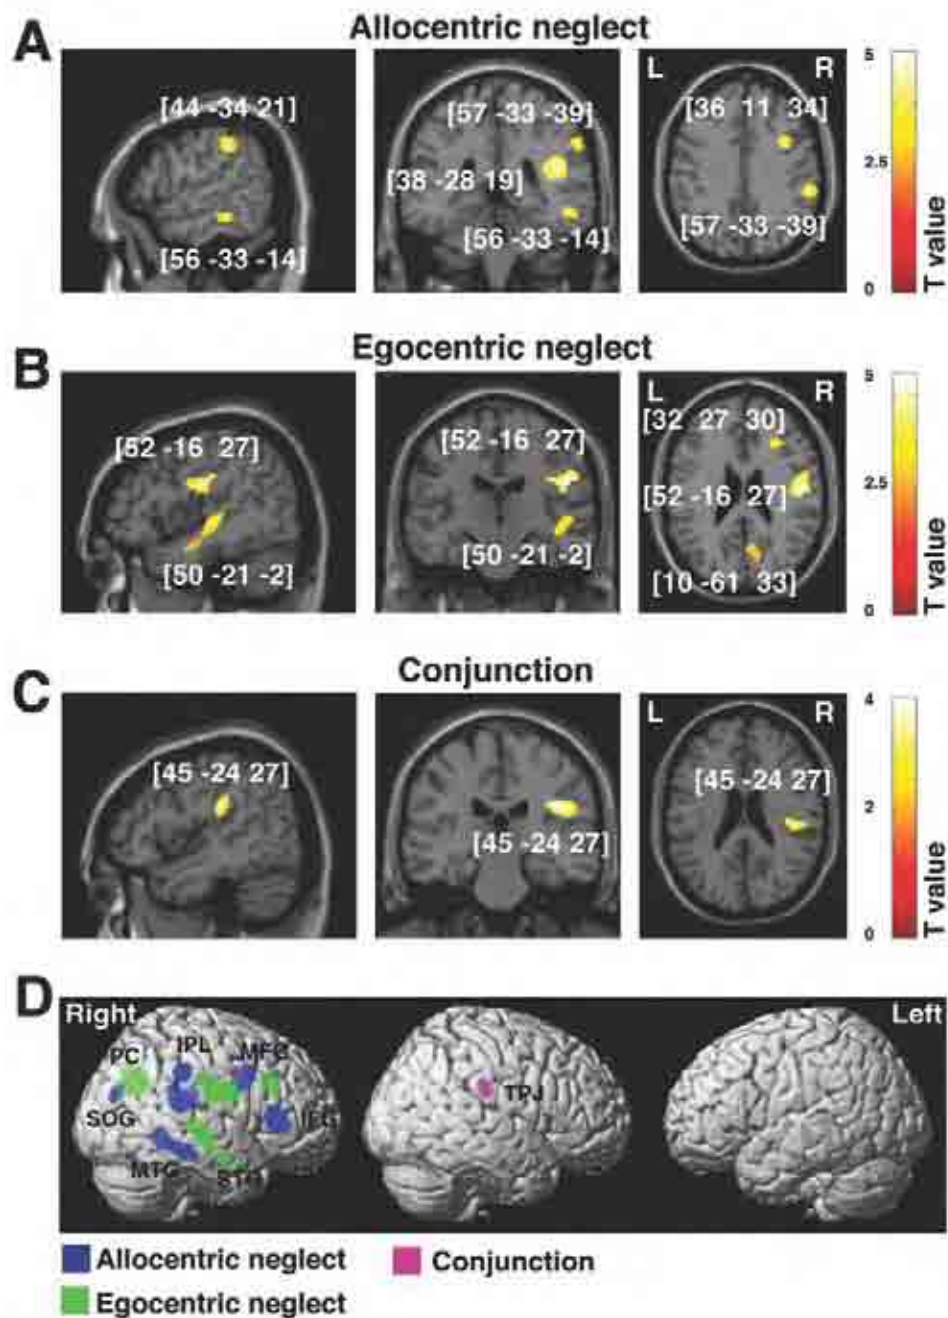 A
Allocentric neglect
[44 -34 21]
[56 -33 -14]
[57 -33 -39]
[38 -28 19]
[56 -33 -14]
L R
[36 11 34]
[57 -33 -39]
5
2.5
0
T value
B
Egocentric neglect
[52 -16 27]
[50 -21 -2]
[52 -16 27]
[50 -21 -2]
L R
[32 27 30]
[52 -16 27]
[10 -61 33]
5
2.5
0
T value
C
Conjunction
[45 -24 27]
[45 -24 27]
L R
[45 -24 27]
4
2
0
T value
D
Right
Left
PC
IPL
MFG
SOG
IFG
MTG
STG
TPJ
Allocentric neglect
Conjunction
Egocentric neglect